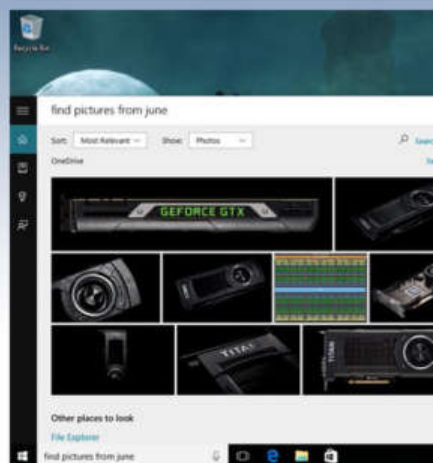 Recycle Bin
find pictures from june
Sort: Most Relevant Show: Photos
OneDrive
GEFORCE GTX
TITAN
Other places to look
File Explorer
find pictures from june